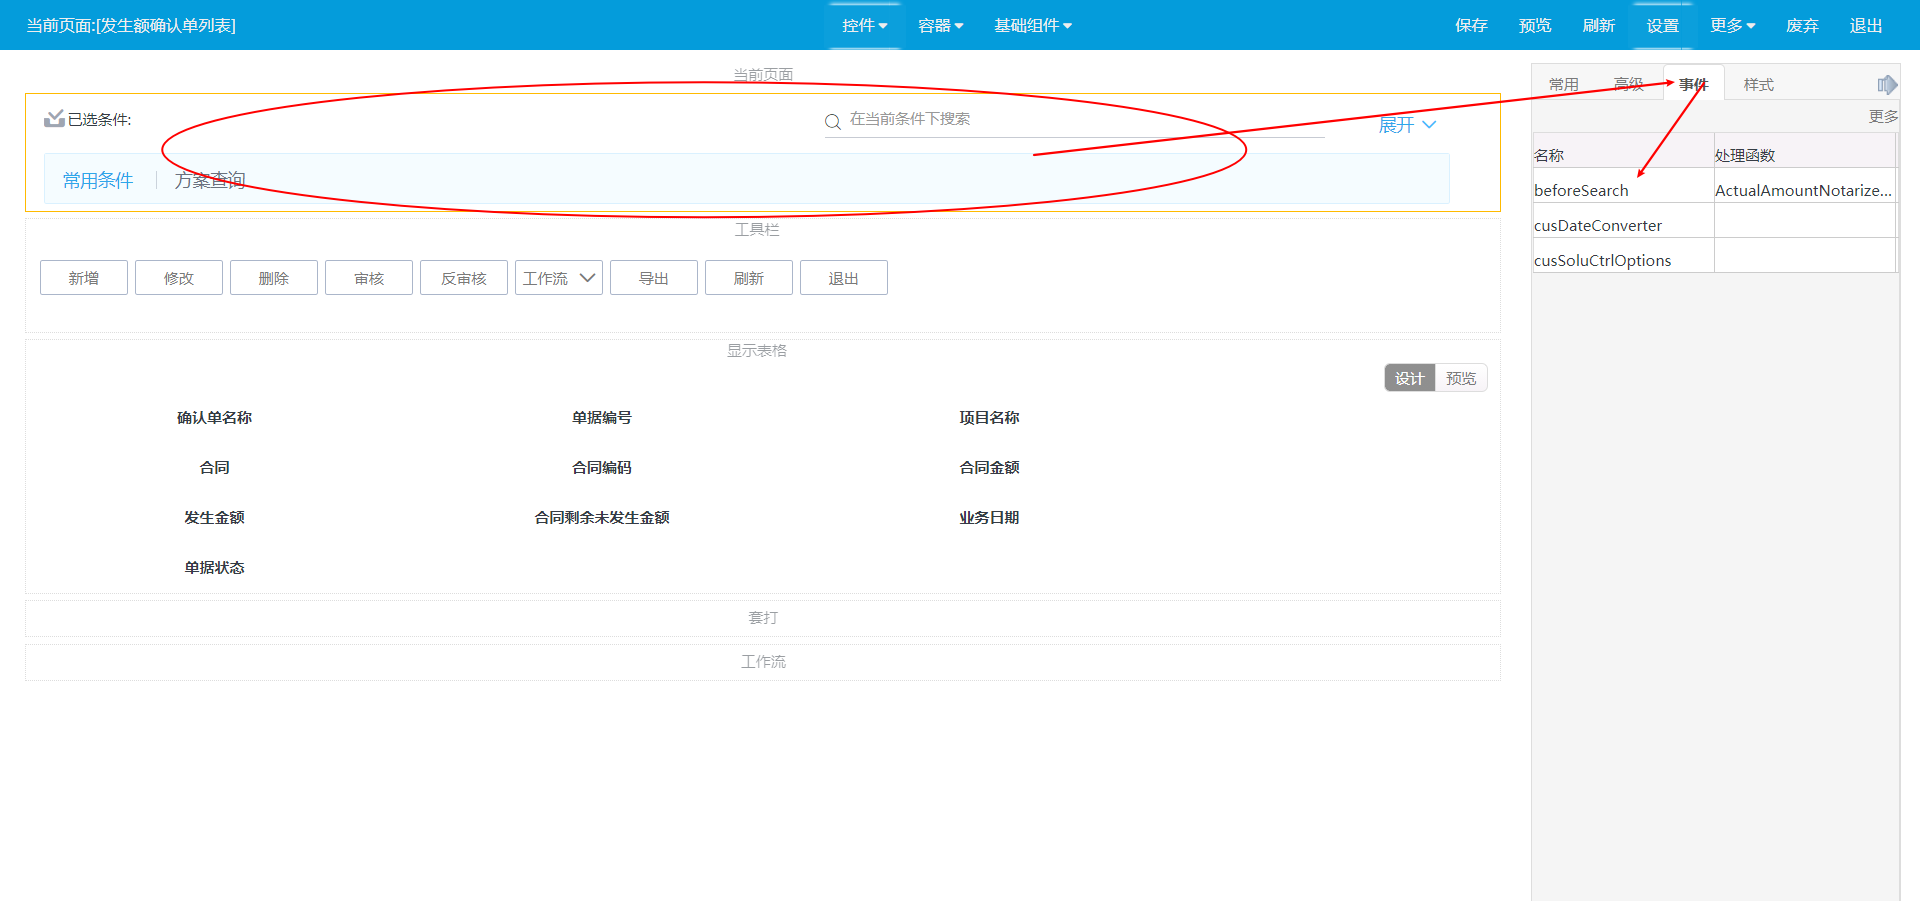 当前页面:[发生额确认单列表] 控件 容器 基础组件 保存 预览 刷新 设置 更多 废弃 退出
当前页面
已选条件: 在当前条件下搜索 展开
常用条件 方案查询
工具栏
新增 修改 删除 审核 反审核 工作流 导出 刷新 退出
显示表格
设计 预览
确认单名称 单据编号 项目名称
合同 合同编码 合同金额
发生金额 合同剩余未发生金额 业务日期
单据状态
套打
工作流
常用 高级 事件 样式
更多
名称 处理函数
beforeSearch ActualAmountNotarize...
cusDateConverter
cusSoluCtrlOptions